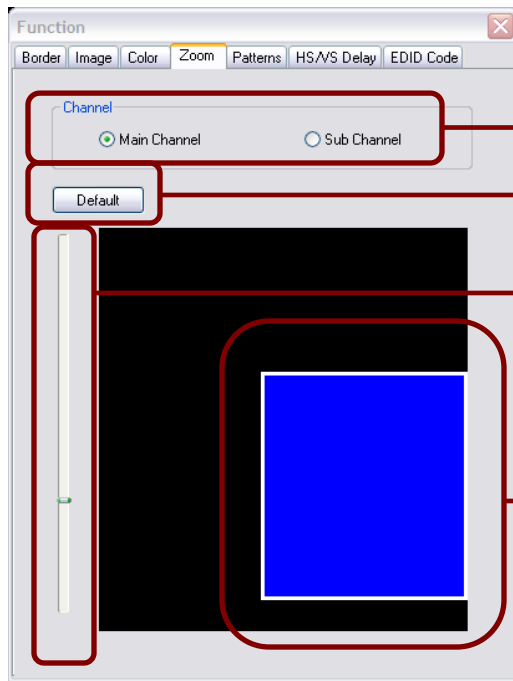 Function
Border Image Color Zoom Patterns HS/VS Delay EDID Code
Channel
Main Channel Sub Channel
Default